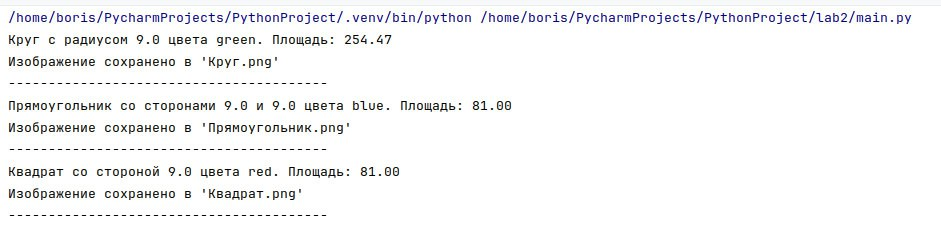 /home/boris/PycharmProjects/PythonProject/.venv/bin/python /home/boris/PycharmProjects/PythonProject/lab2/main.py
Круг с радиусом 9.0 цвета green. Площадь: 254.47
Изображение сохранено в 'Круг.png'
----------------------------------------
Прямоугольник со сторонами 9.0 и 9.0 цвета blue. Площадь: 81.00
Изображение сохранено в 'Прямоугольник.png'
----------------------------------------
Квадрат со стороной 9.0 цвета red. Площадь: 81.00
Изображение сохранено в 'Квадрат.png'
----------------------------------------